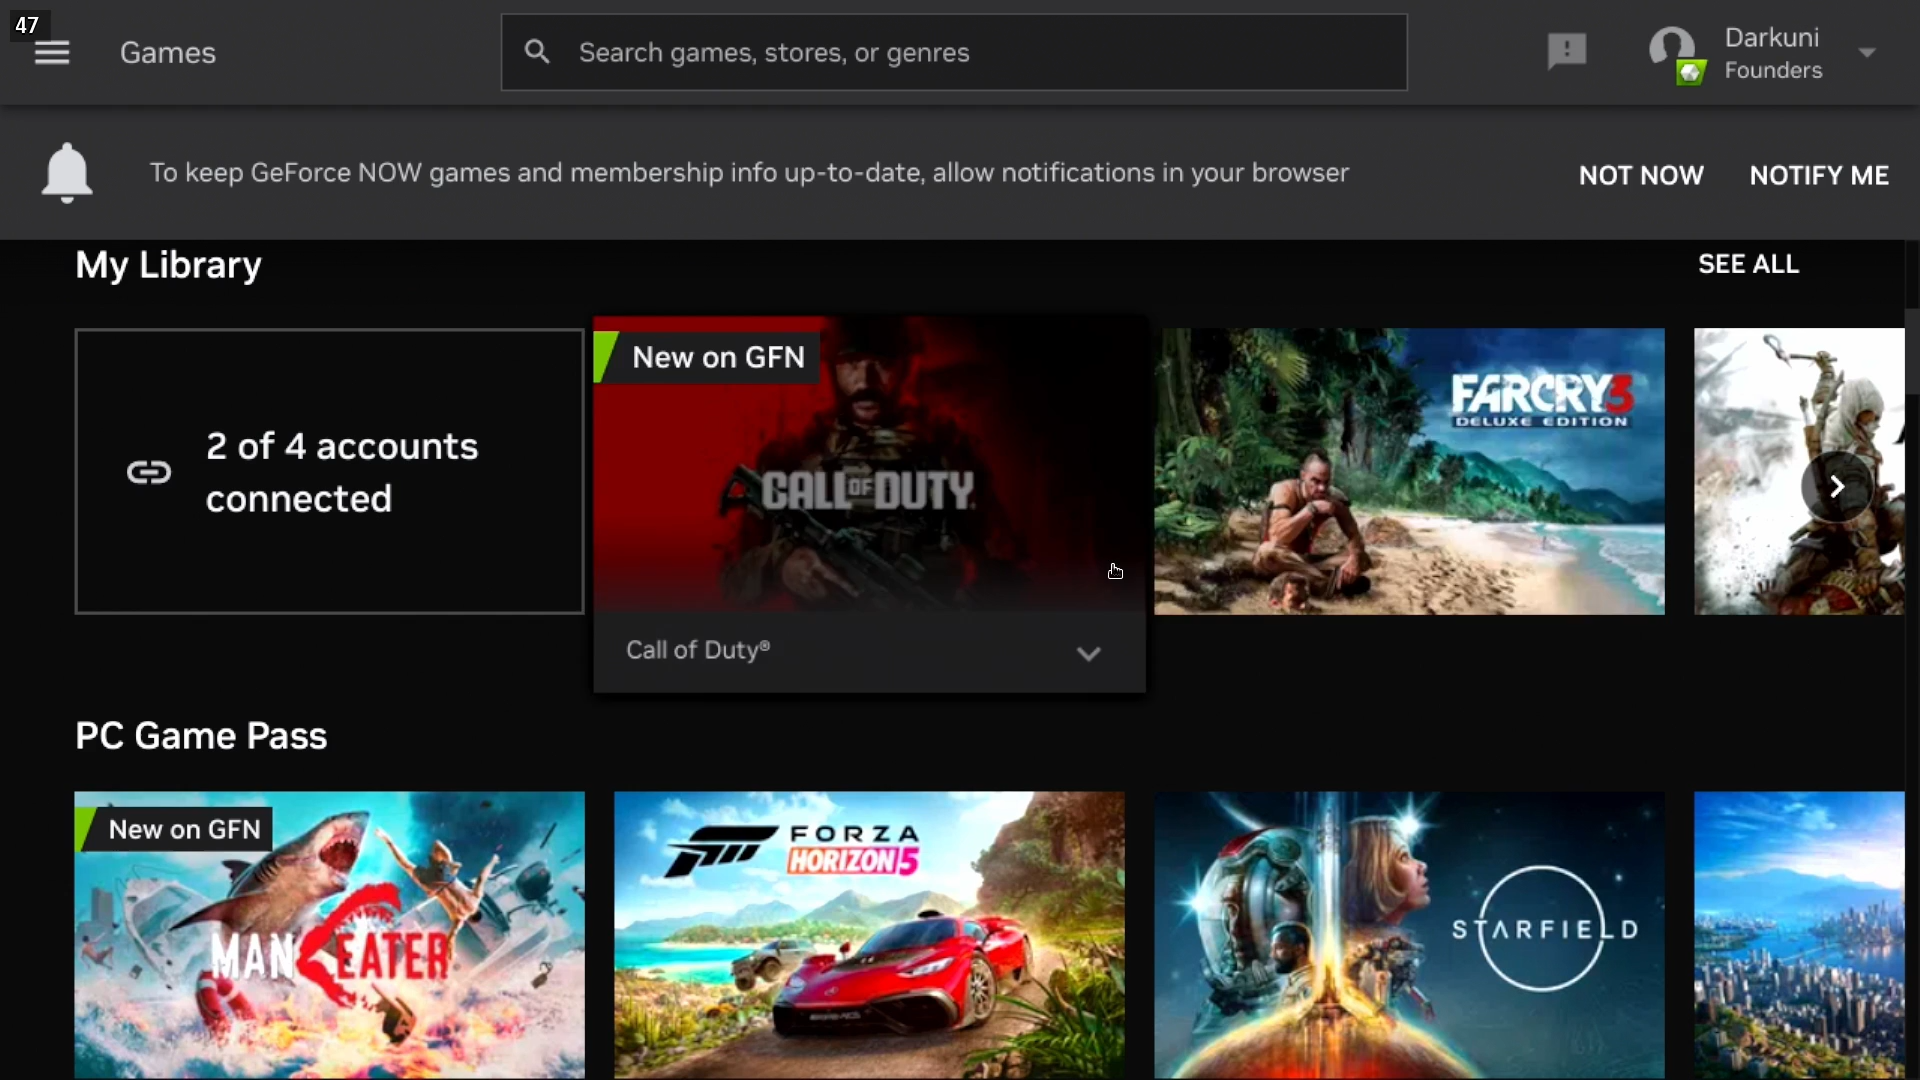 47
Games
Search games, stores, or genres
Darkuni
Founders
To keep GeForce NOW games and membership info up-to-date, allow notifications in your browser
NOT NOW
NOTIFY ME
My Library
SEE ALL
2 of 4 accounts
connected
New on GFN
CALL OF DUTY
Call of Duty®
FARCRY3
DELUXE EDITION
PC Game Pass
New on GFN
MANEATER
FORZA
HORIZON 5
STARFIELD